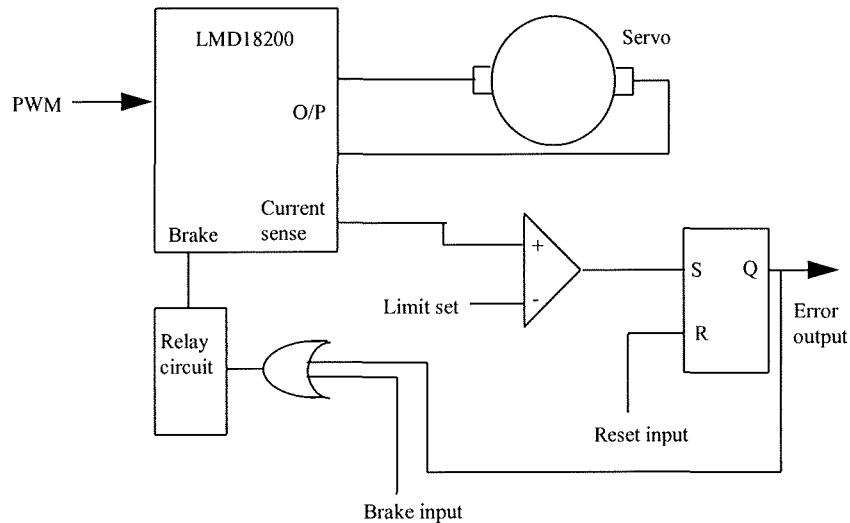 LMD18200
Servo
PWM
O/P
Current
sense
Brake
+
-
S
Q
R
Limit set
Error
output
Relay
circuit
Reset input
Brake input